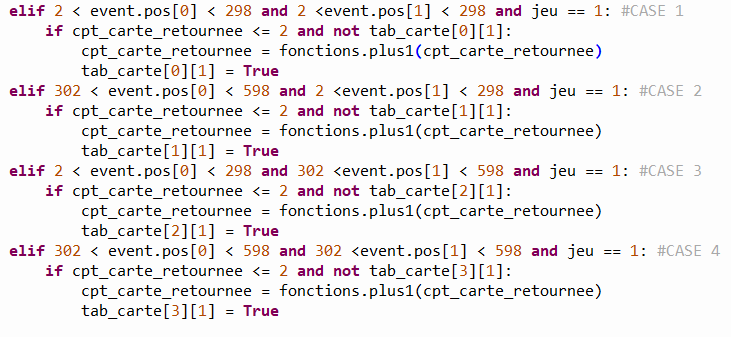 elif 2 < event.pos[0] < 298 and 2 <event.pos[1] < 298 and jeu == 1: #CASE 1
    if cpt_carte_retournee <= 2 and not tab_carte[0][1]:
        cpt_carte_retournee = fonctions.plus1(cpt_carte_retournee)
        tab_carte[0][1] = True
elif 302 < event.pos[0] < 598 and 2 <event.pos[1] < 298 and jeu == 1: #CASE 2
    if cpt_carte_retournee <= 2 and not tab_carte[1][1]:
        cpt_carte_retournee = fonctions.plus1(cpt_carte_retournee)
        tab_carte[1][1] = True
elif 2 < event.pos[0] < 298 and 302 <event.pos[1] < 598 and jeu == 1: #CASE 3
    if cpt_carte_retournee <= 2 and not tab_carte[2][1]:
        cpt_carte_retournee = fonctions.plus1(cpt_carte_retournee)
        tab_carte[2][1] = True
elif 302 < event.pos[0] < 598 and 302 <event.pos[1] < 598 and jeu == 1: #CASE 4
    if cpt_carte_retournee <= 2 and not tab_carte[3][1]:
        cpt_carte_retournee = fonctions.plus1(cpt_carte_retournee)
        tab_carte[3][1] = True